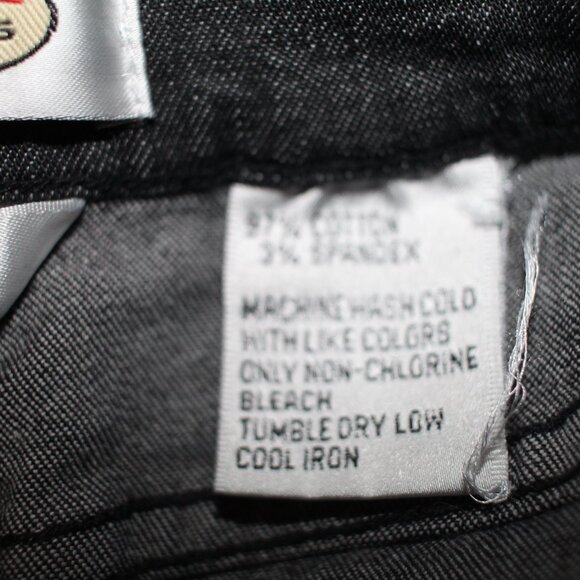 S
97% COTTON
3% SPANDEX
MACHINE WASH COLD
WITH LIKE COLORS
ONLY NON-CHLORINE
BLEACH
TUMBLE DRY LOW
COOL IRON